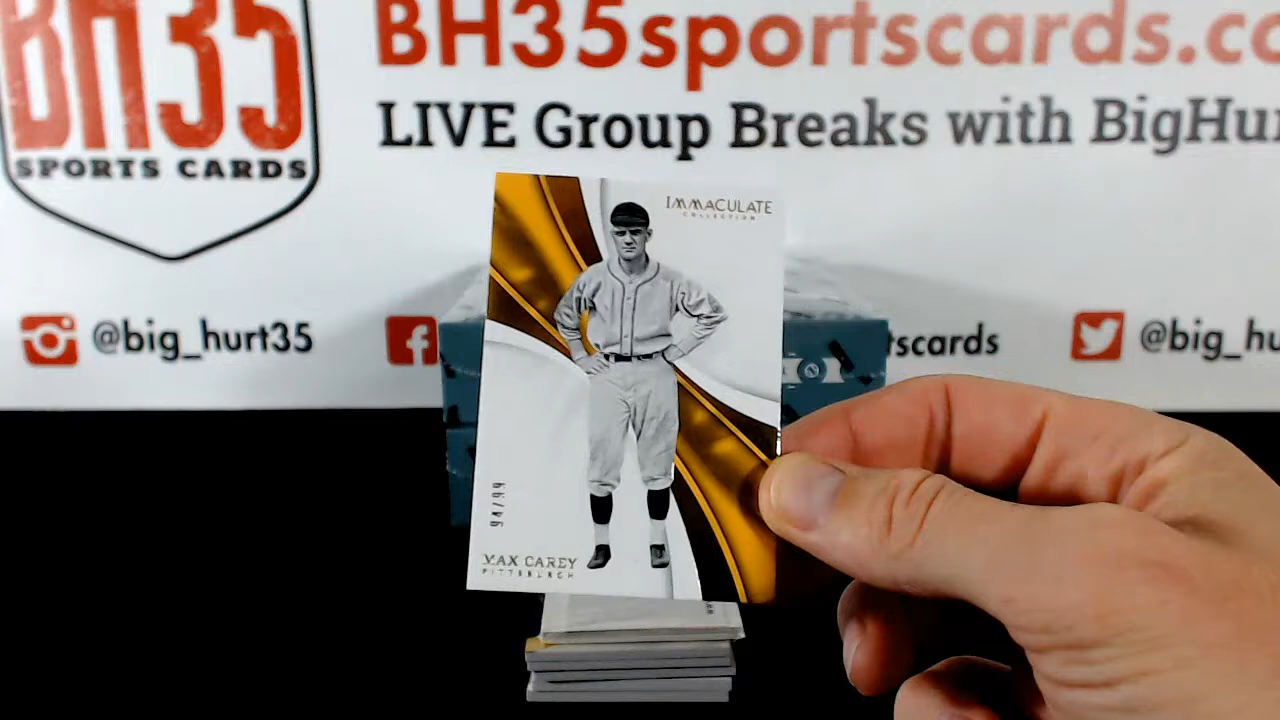 BH35
SPORTS CARDS
BH35sportscards.co
LIVE Group Breaks with BigHur
@big_hurt35
tscards
@big_hu
IMMACULATE
COLLECTION
94/99
MAX CAREY
PITTSBURGH